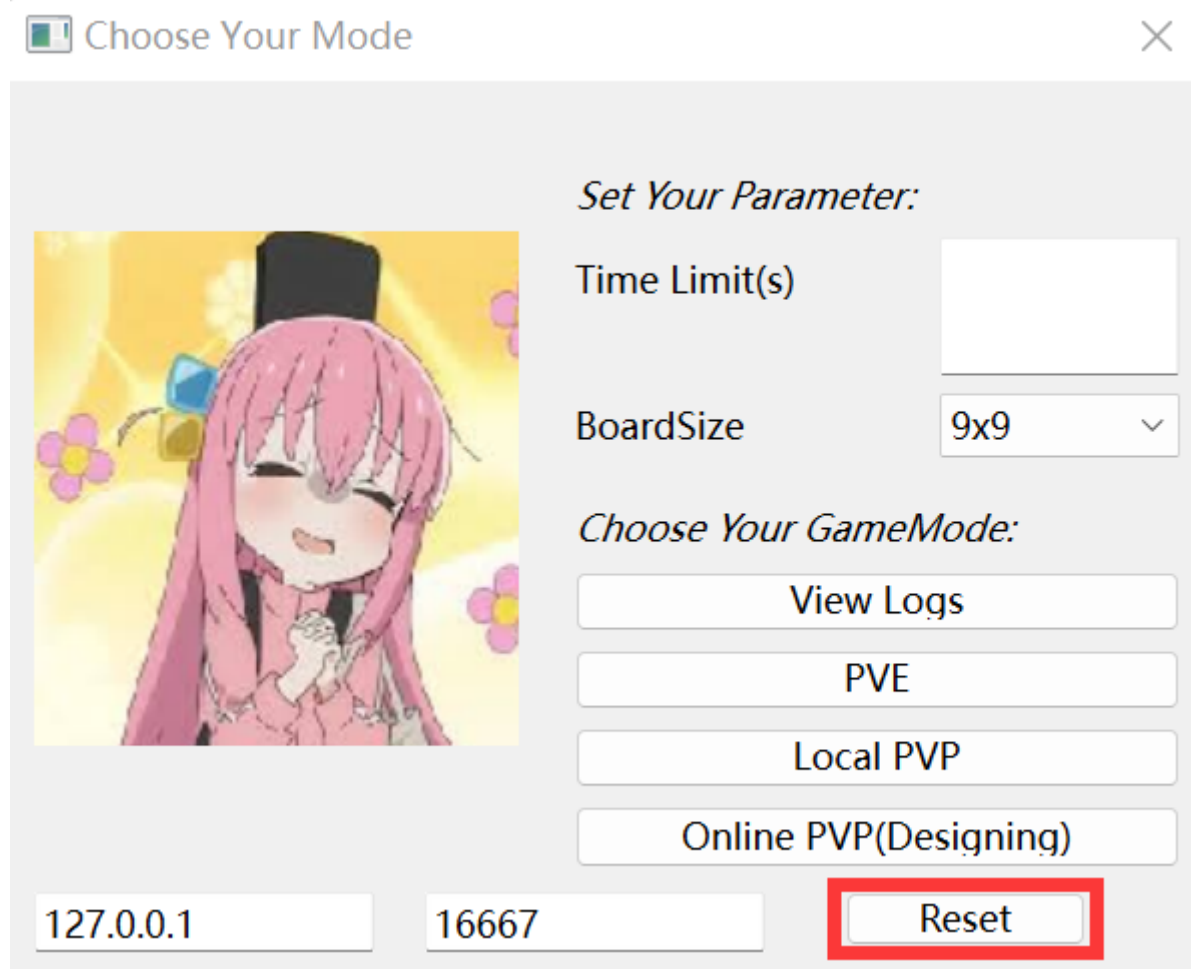 Choose Your Mode
Set Your Parameter:
Time Limit(s)
BoardSize
9x9
Choose Your GameMode:
View Logs
PVE
Local PVP
Online PVP(Designing)
127.0.0.1
16667
Reset